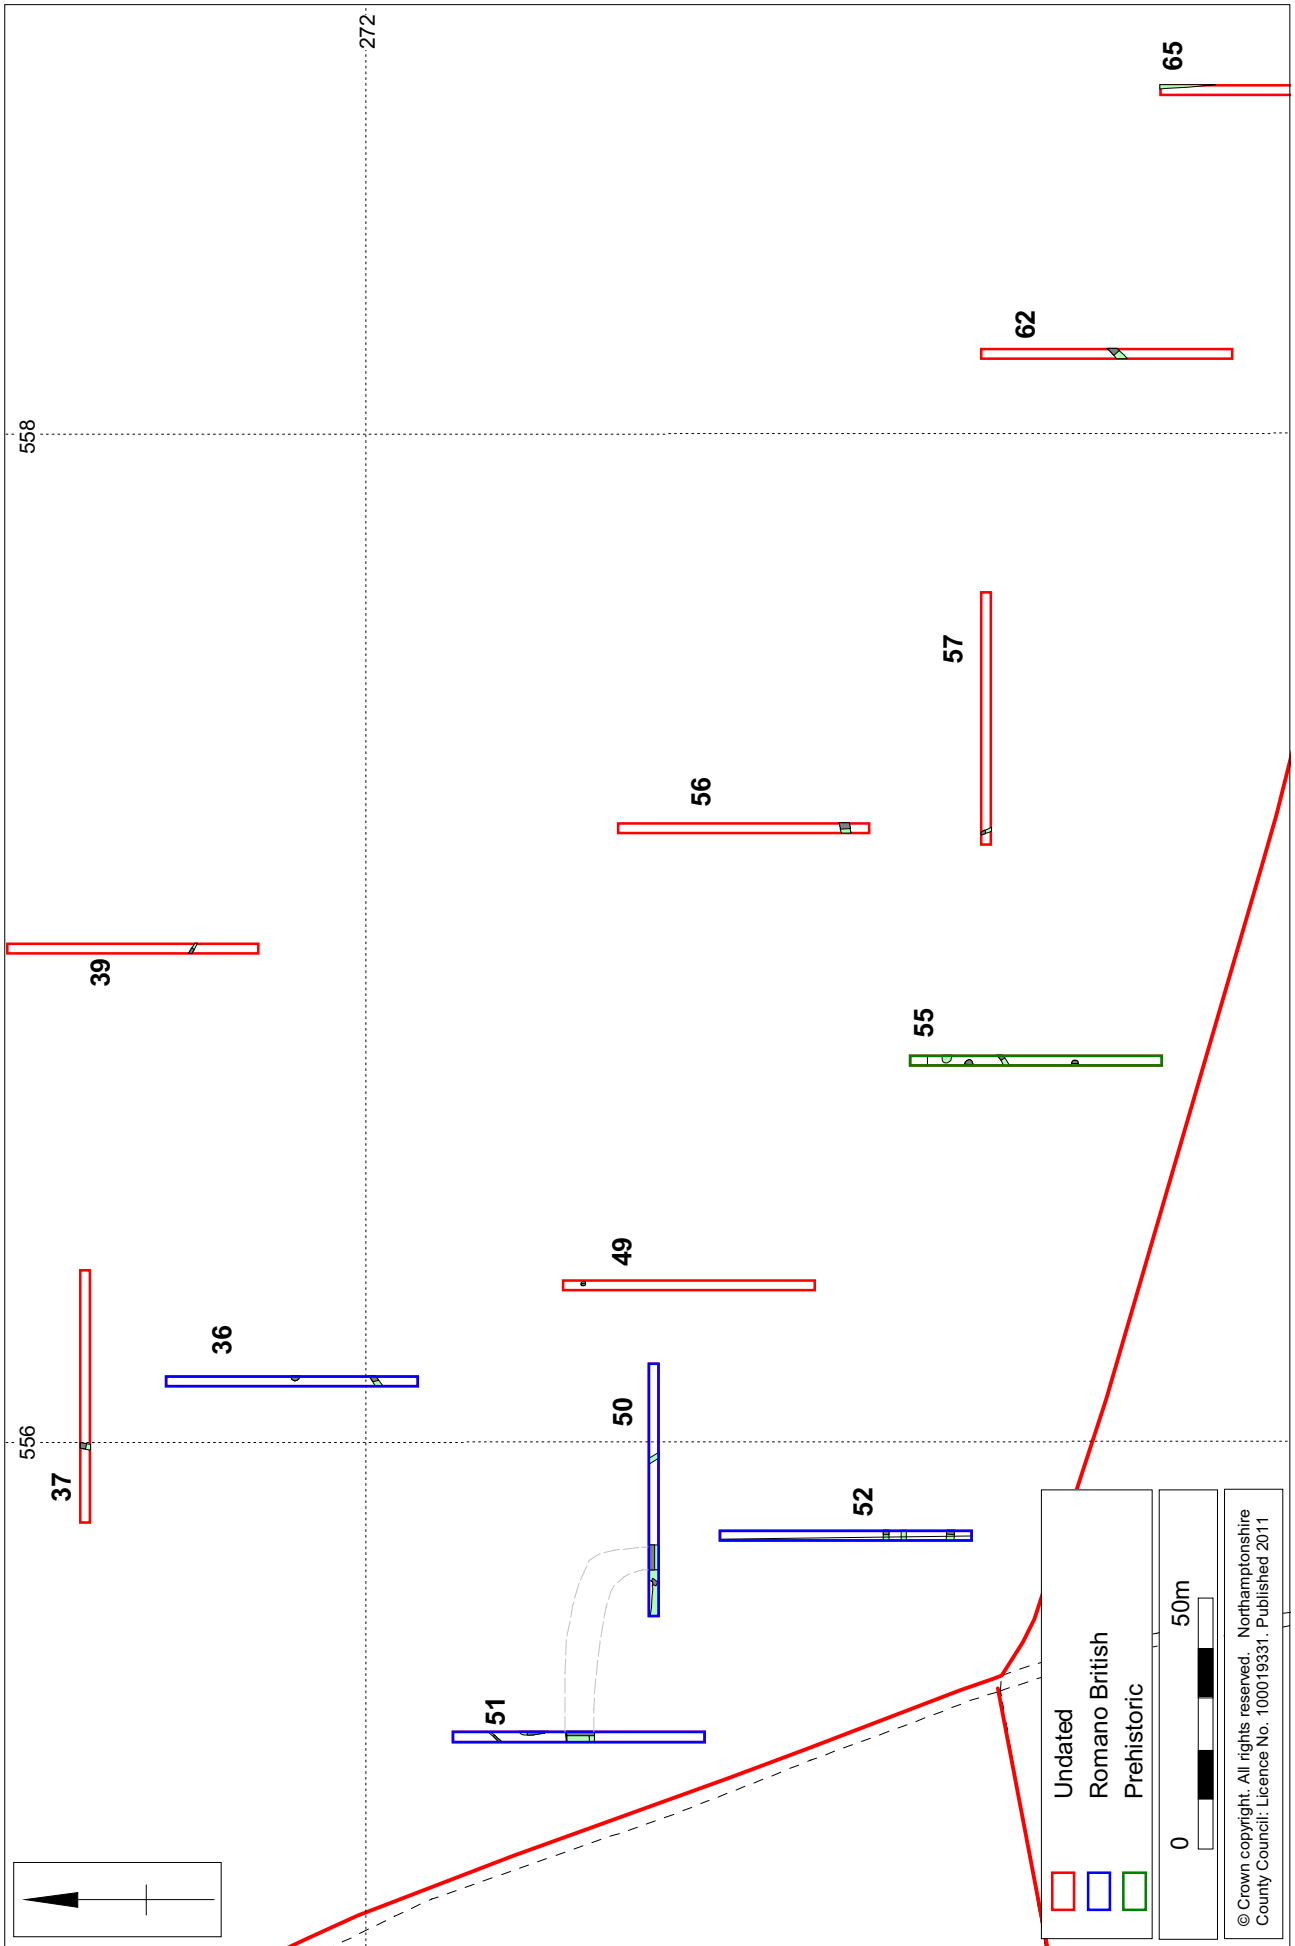 556
558
37
39
36
272
51
50
49
56
52
55
57
62
65
Undated
Romano British
Prehistoric
0
50m
© Crown copyright. All rights reserved. Northamptonshire
County Council: Licence No. 100019331. Published 2011